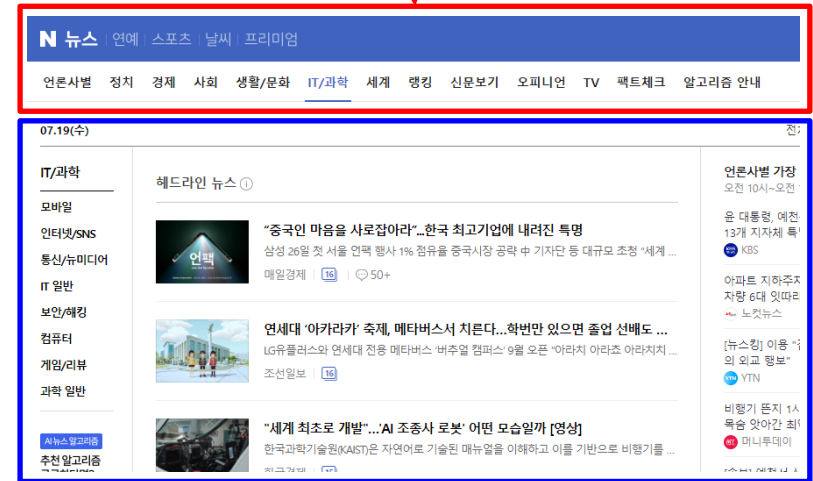 N 뉴스 연예 스포츠 날씨 프리미엄
언론사별 정치 경제 사회 생활/문화 IT/과학 세계 랭킹 신문보기 오피니언 TV 팩트체크 알고리즘 안내
07.19(수)
IT/과학
모바일
인터넷/SNS
통신/뉴미디어
IT 일반
보안/해킹
컴퓨터
게임/리뷰
과학 일반
AI 뉴스 알고리즘
추천 알고리즘
헤드라인 뉴스
언팩
“중국인 마음을 사로잡아라”...한국 최고기업에 내려진 특명
삼성 26일 첫 서울 언팩 행사 1% 점유율 중국시장 공략 中 기자단 등 대규모 초청 “세계 ...
매일경제 16 50+
연세대 ‘아카라카’ 축제, 메타버스서 치른다...학번만 있으면 졸업 선배도 ...
LG유플러스와 연세대 전용 메타버스 ‘버추얼 캠퍼스’ 9월 오픈 “아라치 아라쵸 아라치치 ...
조선일보 16
"세계 최초로 개발"…'AI 조종사 로봇' 어떤 모습일까 [영상]
한국과학기술원(KAIST)은 자연어로 기술된 매뉴얼을 이해하고 이를 기반으로 비행기를 ...
언론사별 가장
오전 10시~오전
윤 대통령, 예천
13개 지자체 특
KBS
아파트 지하주차
차량 6대 잇따라
노컷뉴스
[뉴스킹] 이용
의 외교 행보"
YTN
비행기 뜬지 1시
목숨 앗아간
머니투데이